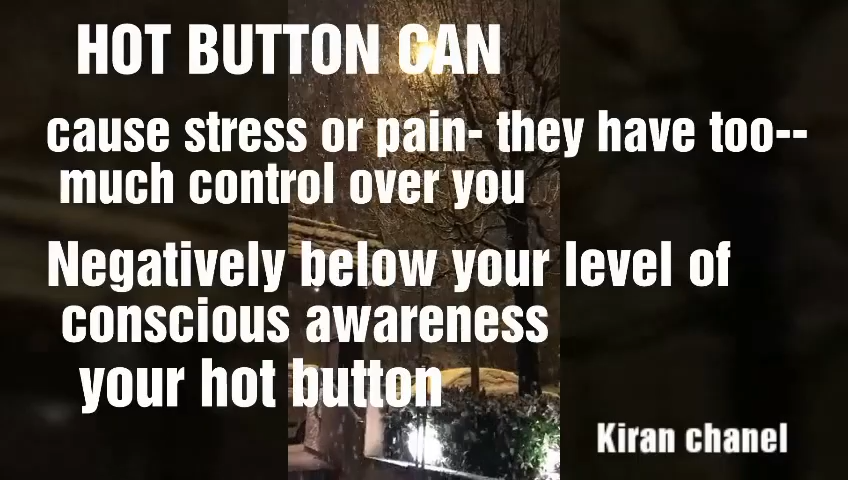 HOT BUTTON CAN
cause stress or pain- they have too--
much control over you
Negatively below your level of
conscious awareness
your hot button
Kiran chanel